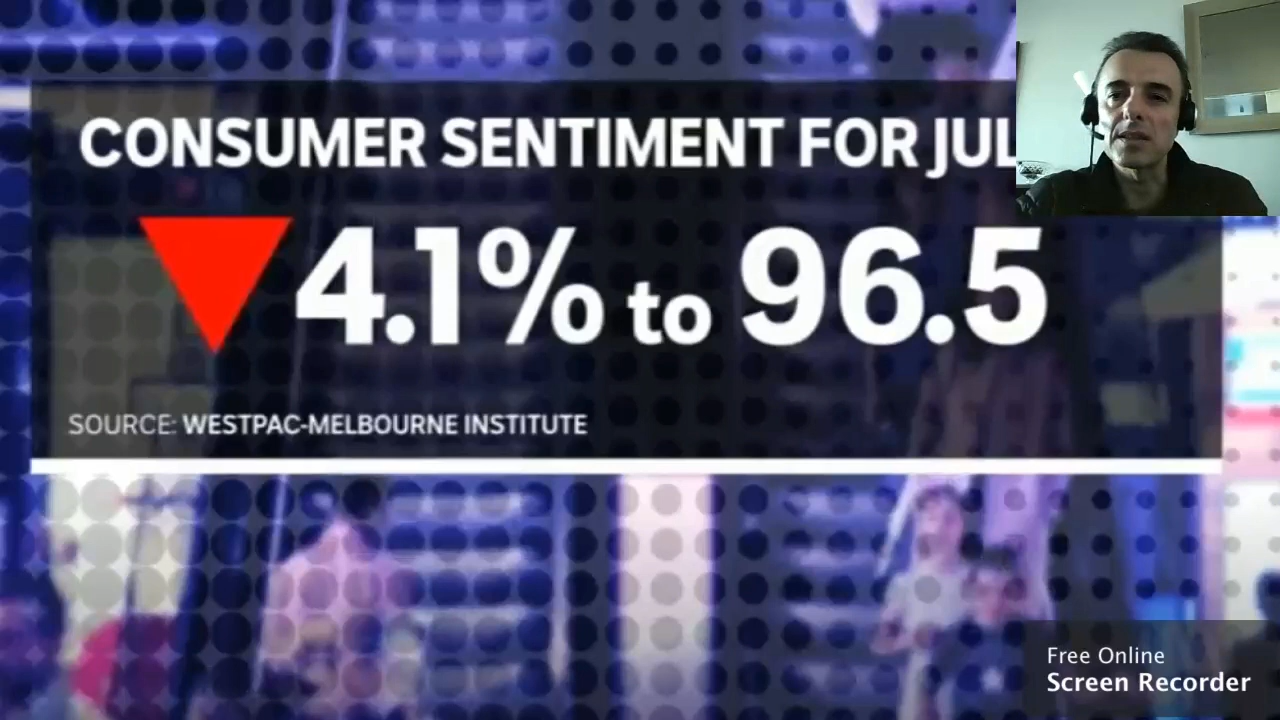 CONSUMER SENTIMENT FOR JUL
4.1% to 96.5
SOURCE: WESTPAC-MELBOURNE INSTITUTE
Free Online
Screen Recorder